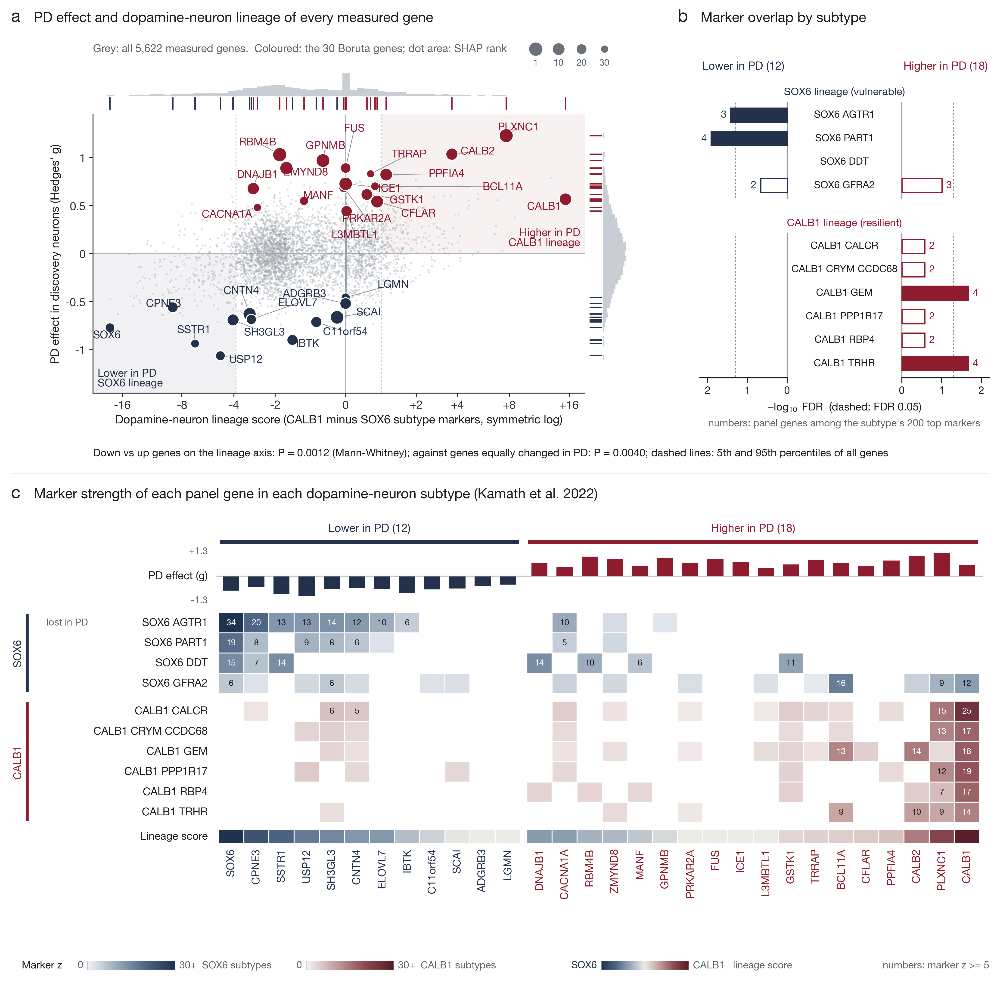 a PD effect and dopamine-neuron lineage of every measured gene
Grey: all 5,622 measured genes. Coloured: the 30 Boruta genes; dot area: SHAP rank
1 10 20 30
PD effect in discovery neurons (Hedges' g)
1
0.5
0
-0.5
-1
FUS
PLXNC1
RBM4B
GPNMB
CALB2
TRRAP
DNAJB1
ZMYND8
PPFIA4
ICE1
BCL11A
MANF
GSTK1
CALB1
CACNA1A
CFLAR
PRKAR2A
L3MBTL1
Higher in PD
CALB1 lineage
LGMN
CNTN4
ADGRB3
ELOVL7
CPNE3
SCAI
SSTR1
SH3GL3
C11orf54
SOX6
IBTK
USP12
Lower in PD
SOX6 lineage
-16 -8 -4 -2 0 +2 +4 +8 +16
Dopamine-neuron lineage score (CALB1 minus SOX6 subtype markers, symmetric log)
Down vs up genes on the lineage axis: P = 0.0012 (Mann-Whitney); against genes equally changed in PD: P = 0.0040; dashed lines: 5th and 95th percentiles of all genes
b Marker overlap by subtype
Lower in PD (12) Higher in PD (18)
SOX6 lineage (vulnerable)
3 SOX6 AGTR1
4 SOX6 PART1
SOX6 DDT
2 SOX6 GFRA2 3
CALB1 lineage (resilient)
CALB1 CALCR 2
CALB1 CRYM CCDC68 2
CALB1 GEM 4
CALB1 PPP1R17 2
CALB1 RBP4 2
CALB1 TRHR 4
2 1 0 0 1 2
−log10 FDR (dashed: FDR 0.05)
numbers: panel genes among the subtype's 200 top markers
c Marker strength of each panel gene in each dopamine-neuron subtype (Kamath et al. 2022)
Lower in PD (12) Higher in PD (18)
+1.3
PD effect (g)
-1.3
SOX6
lost in PD SOX6 AGTR1 34 20 13 13 14 12 10 6 10
SOX6 PART1 19 8 9 8 6 5
SOX6 DDT 15 7 14 14 10 6 11
SOX6 GFRA2 6 6 16 9 12
CALB1
CALB1 CALCR 6 5 15 25
CALB1 CRYM CCDC68 13 17
CALB1 GEM 13 14 18
CALB1 PPP1R17 12 19
CALB1 RBP4 7 17
CALB1 TRHR 9 10 9 14
Lineage score
SOX6 CPNE3 SSTR1 USP12 SH3GL3 CNTN4 ELOVL7 IBTK C11orf54 SCAI ADGRB3 LGMN DNAJB1 CACNA1A RBM4B ZMYND8 MANF GPNMB PRKAR2A FUS ICE1 L3MBTL1 GSTK1 TRRAP BCL11A CFLAR PPFIA4 CALB2 PLXNC1 CALB1
Marker z 0 30+ SOX6 subtypes 0 30+ CALB1 subtypes SOX6 CALB1 lineage score numbers: marker z >= 5